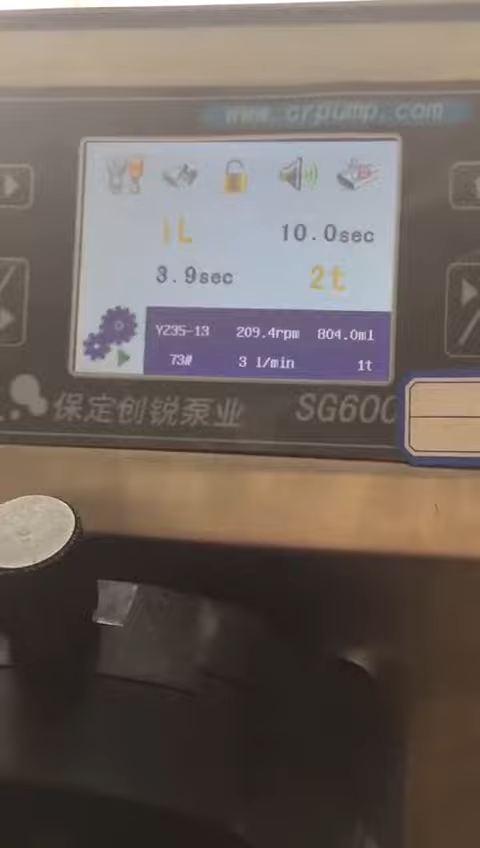 www.crpump.com
1L 10.0sec
3.9sec 2t
YZ35-13 209.4rpm 804.0ml
73# 3 l/min 1t
保定创锐泵业 SG600